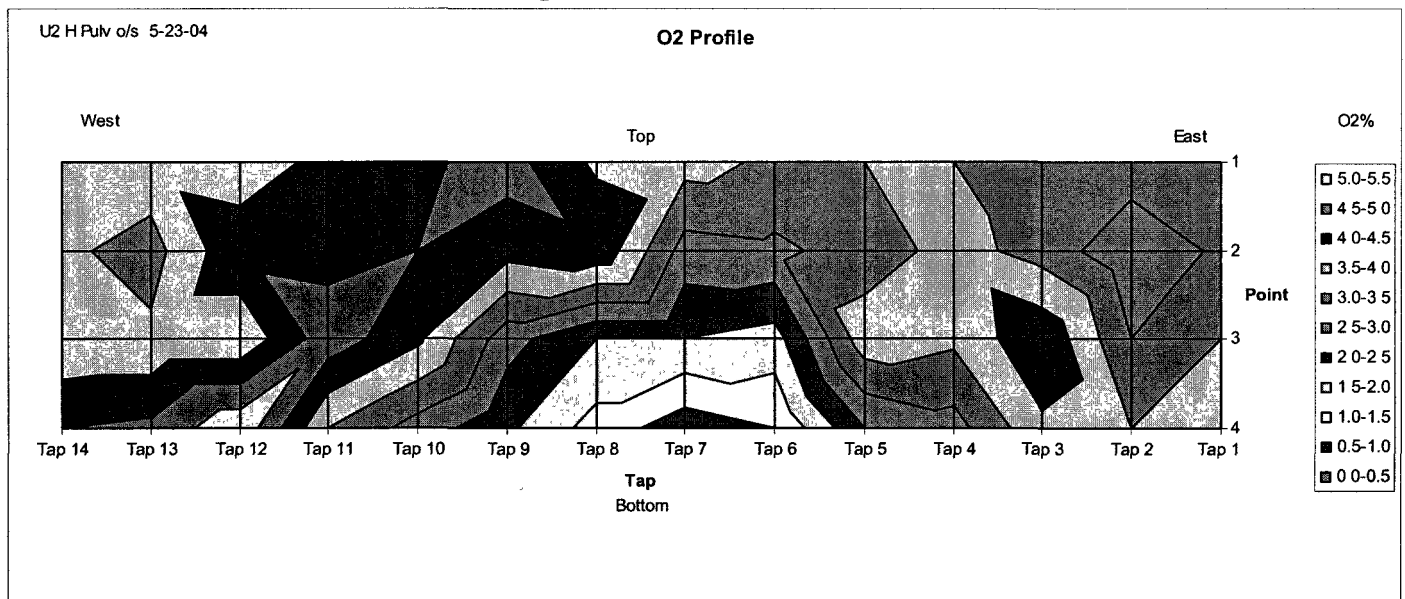 U2 H Pulv o/s 5-23-04
O2 Profile
West
Top
East
O2%
1
2
Point
3
4
5.0-5.5
4 5-5 0
4 0-4.5
3.5-4 0
3.0-3 5
2 5-3.0
2 0-2.5
1 5-2.0
1.0-1.5
0.5-1.0
0 0-0.5
Tap 14 Tap 13 Tap 12 Tap 11 Tap 10 Tap 9 Tap 8 Tap 7 Tap 6 Tap 5 Tap 4 Tap 3 Tap 2 Tap 1
Tap
Bottom